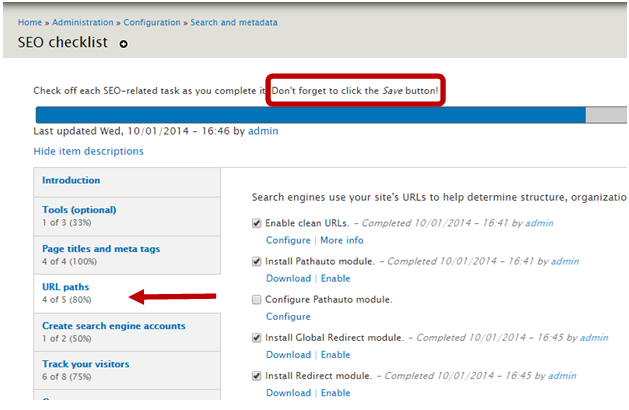 Home » Administration » Configuration » Search and metadata
SEO checklist
Check off each SEO-related task as you complete it. Don't forget to click the Save button!
Last updated Wed, 10/01/2014 - 16:46 by admin
Hide item descriptions
Introduction
Tools (optional)
1 of 3 (33%)
Page titles and meta tags
4 of 4 (100%)
URL paths
4 of 5 (80%)
Create search engine accounts
1 of 2 (50%)
Track your visitors
6 of 8 (75%)
Search engines use your site's URLs to help determine structure,
Enable clean URLs. – Completed 10/01/2014 – 16:41 by admin
Configure | More info
Install Pathauto module. – Completed 10/01/2014 – 16:41 by admin
Download | Enable
Configure Pathauto module.
Configure
Install Global Redirect module. – Completed 10/01/2014 – 16:45 by admin
Download | Enable
Install Redirect module. – Completed 10/01/2014 – 16:45 by admin
Download | Enable